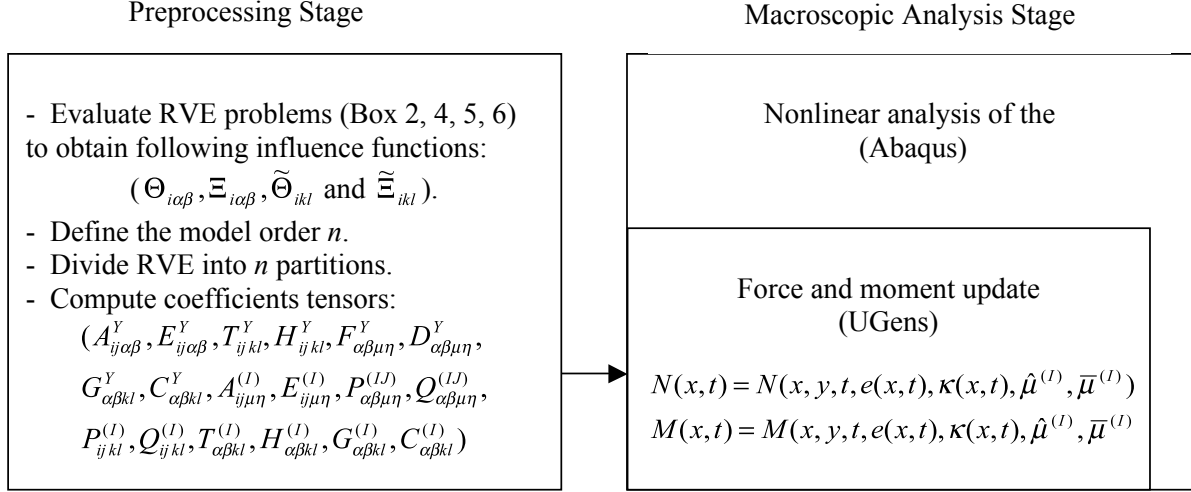 Preprocessing Stage
- Evaluate RVE problems (Box 2, 4, 5, 6)
to obtain following influence functions:
(Θ_{iαβ}, Ξ_{iαβ}, Θ̃_{ikl} and Ξ̃_{ikl}).
- Define the model order n.
- Divide RVE into n partitions.
- Compute coefficients tensors:
(A^Y_{ijαβ}, E^Y_{ijαβ}, T^Y_{ijkl}, H^Y_{ijkl}, F^Y_{αβμη}, D^Y_{αβμη},
G^Y_{αβkl}, C^Y_{αβkl}, A^{(I)}_{ijμη}, E^{(I)}_{ijμη}, P^{(IJ)}_{αβμη}, Q^{(IJ)}_{αβμη},
P^{(I)}_{ijkl}, Q^{(I)}_{ijkl}, T^{(I)}_{αβkl}, H^{(I)}_{αβkl}, G^{(I)}_{αβkl}, C^{(I)}_{αβkl})
Macroscopic Analysis Stage
Nonlinear analysis of the
(Abaqus)
Force and moment update
(UGens)
N(x,t) = N(x, y, t, e(x,t), κ(x,t), μ̂^{(I)}, μ̄^{(I)})
M(x,t) = M(x, y, t, e(x,t), κ(x,t), μ̂^{(I)}, μ̄^{(I)}